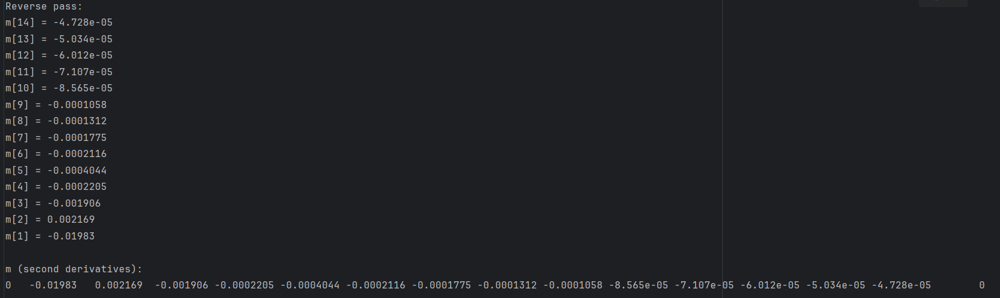 Reverse pass:
m[14] = -4.728e-05
m[13] = -5.034e-05
m[12] = -6.012e-05
m[11] = -7.107e-05
m[10] = -8.565e-05
m[9] = -0.0001058
m[8] = -0.0001312
m[7] = -0.0001775
m[6] = -0.0002116
m[5] = -0.0004044
m[4] = -0.0002205
m[3] = -0.001906
m[2] = 0.002169
m[1] = -0.01983
m (second derivatives):
0   -0.01983   0.002169  -0.001906 -0.0002205 -0.0004044 -0.0002116 -0.0001775 -0.0001312 -0.0001058 -8.565e-05 -7.107e-05 -6.012e-05 -5.034e-05 -4.728e-05        0